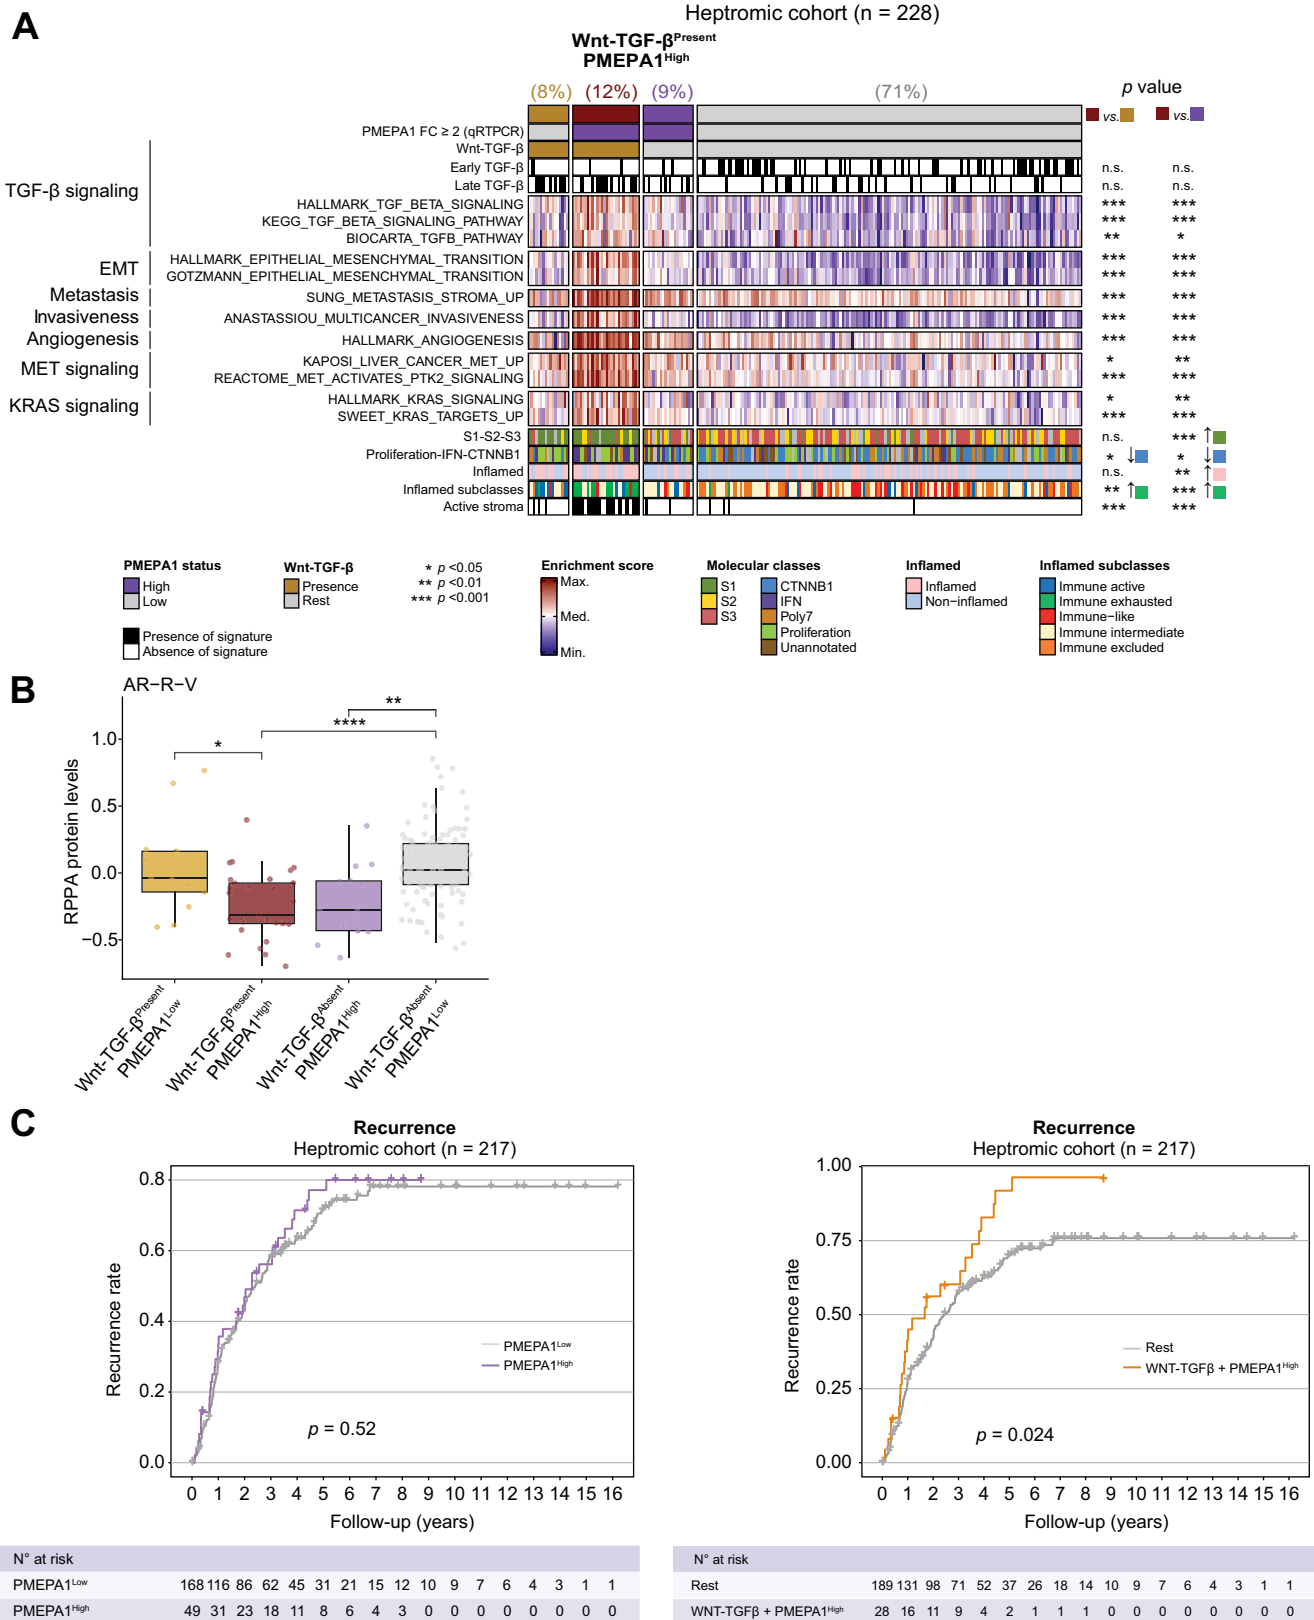 A
Heptromic cohort (n = 228)
Wnt-TGF-βPresent
PMEPA1High
(8%) (12%) (9%) (71%)
p value
vs. vs.
PMEPA1 FC ≥ 2 (qRTPCR)
Wnt-TGF-β
TGF-β signaling
Early TGF-β n.s. n.s.
Late TGF-β n.s. n.s.
HALLMARK_TGF_BETA_SIGNALING *** ***
KEGG_TGF_BETA_SIGNALING_PATHWAY *** ***
BIOCARTA_TGFB_PATHWAY ** *
EMT
HALLMARK_EPITHELIAL_MESENCHYMAL_TRANSITION *** ***
GOTZMANN_EPITHELIAL_MESENCHYMAL_TRANSITION *** ***
Metastasis SUNG_METASTASIS_STROMA_UP *** ***
Invasiveness ANASTASSIOU_MULTICANCER_INVASIVENESS *** ***
Angiogenesis HALLMARK_ANGIOGENESIS *** ***
MET signaling
KAPOSI_LIVER_CANCER_MET_UP * **
REACTOME_MET_ACTIVATES_PTK2_SIGNALING *** ***
KRAS signaling
HALLMARK_KRAS_SIGNALING * **
SWEET_KRAS_TARGETS_UP *** ***
S1-S2-S3 n.s. *** ↑
Proliferation-IFN-CTNNB1 * ↓ * ↓
Inflamed n.s. ** ↑
Inflamed subclasses ** ↑ *** ↑
Active stroma *** ***
PMEPA1 status
High
Low
Presence of signature
Absence of signature
Wnt-TGF-β
Presence
Rest
* p <0.05
** p <0.01
*** p <0.001
Enrichment score
Max.
Med.
Min.
Molecular classes
S1
S2
S3
CTNNB1
IFN
Poly7
Proliferation
Unannotated
Inflamed
Inflamed
Non−inflamed
Inflamed subclasses
Immune active
Immune exhausted
Immune−like
Immune intermediate
Immune excluded
B
AR−R−V
RPPA protein levels
1.0
0.5
0.0
−0.5
*
****
**
Wnt-TGF-βPresent
PMEPA1Low
Wnt-TGF-βPresent
PMEPA1High
Wnt-TGF-βAbsent
PMEPA1High
Wnt-TGF-βAbsent
PMEPA1Low
C
Recurrence
Heptromic cohort (n = 217)
Recurrence rate
0.8
0.6
0.4
0.2
0.0
PMEPA1Low
PMEPA1High
p = 0.52
0 1 2 3 4 5 6 7 8 9 10 11 12 13 14 15 16
Follow-up (years)
N° at risk
PMEPA1Low 168 116 86 62 45 31 21 15 12 10 9 7 6 4 3 1 1
PMEPA1High 49 31 23 18 11 8 6 4 3 0 0 0 0 0 0 0 0
Recurrence
Heptromic cohort (n = 217)
Recurrence rate
1.00
0.75
0.50
0.25
0.00
Rest
WNT-TGFβ + PMEPA1High
p = 0.024
0 1 2 3 4 5 6 7 8 9 10 11 12 13 14 15 16
Follow-up (years)
N° at risk
Rest 189 131 98 71 52 37 26 18 14 10 9 7 6 4 3 1 1
WNT-TGFβ + PMEPA1High 28 16 11 9 4 2 1 1 1 0 0 0 0 0 0 0 0